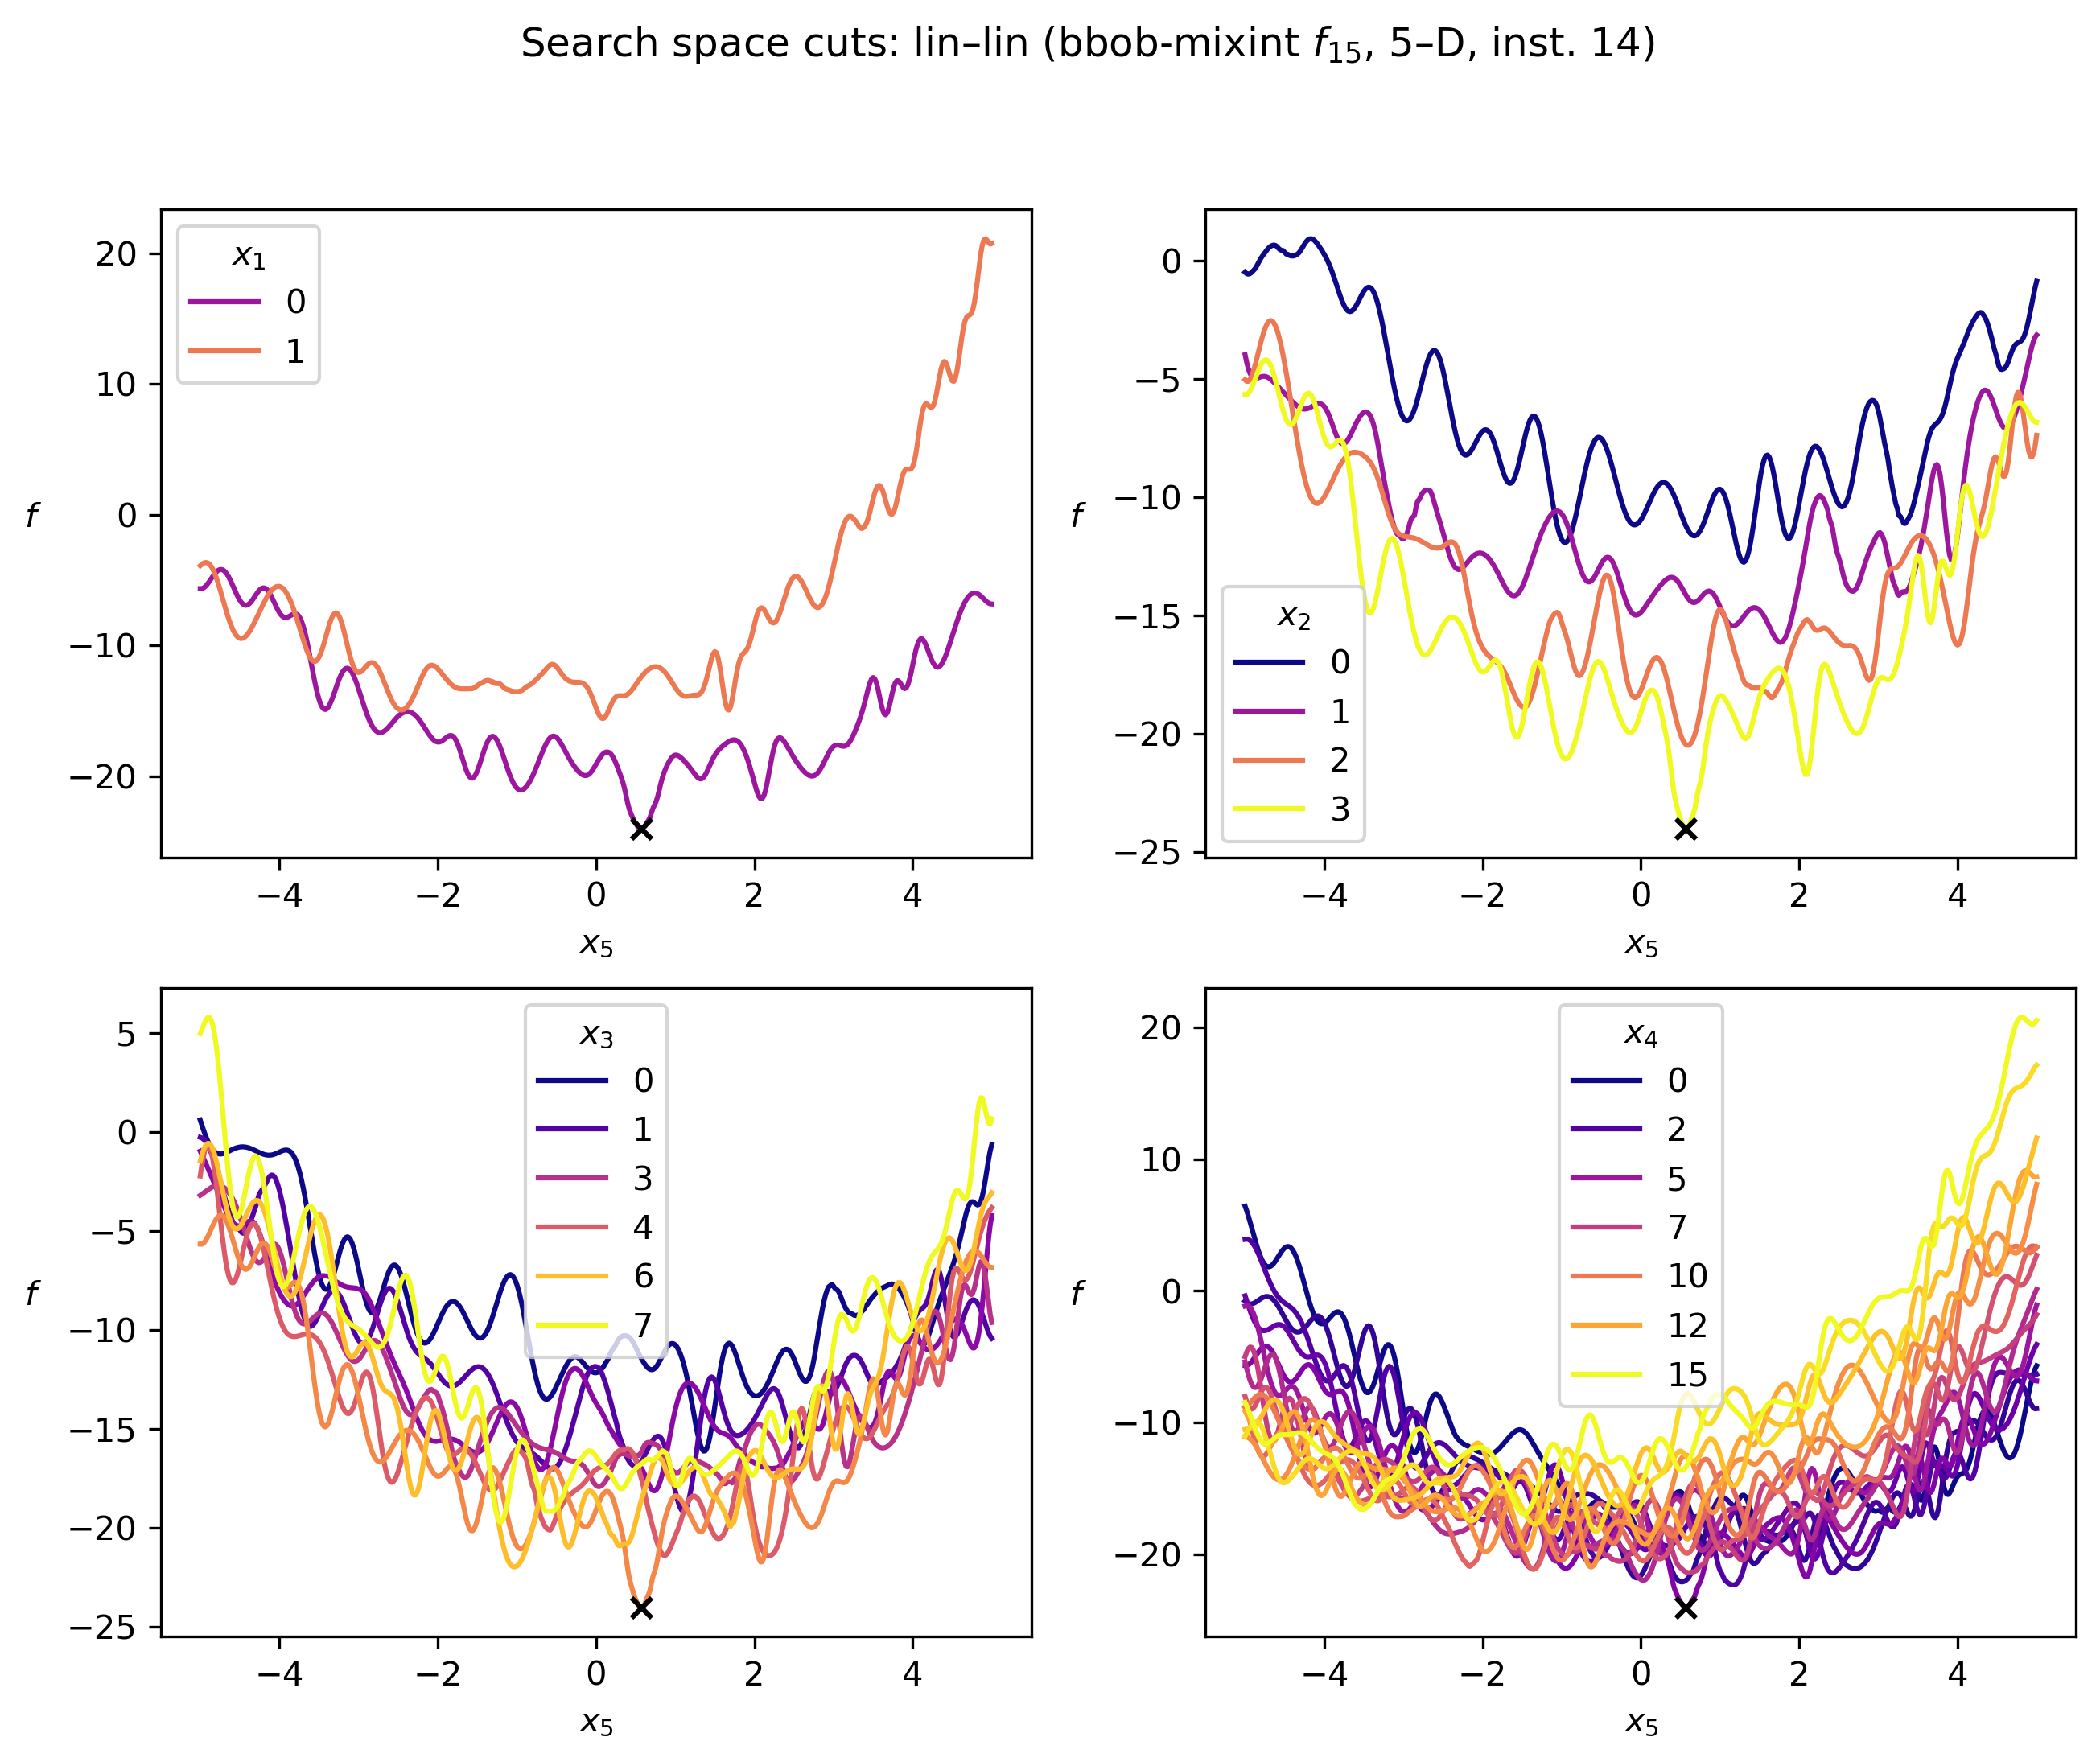 Search space cuts: lin–lin (bbob-mixint f₁₅, 5–D, inst. 14)
x₁
0
1
20
10
0
−10
−20
f
−4 −2 0 2 4
x₅
x₂
0
1
2
3
0
−5
−10
−15
−20
−25
f
−4 −2 0 2 4
x₅
x₃
0
1
3
4
6
7
5
0
−5
−10
−15
−20
−25
f
−4 −2 0 2 4
x₅
x₄
0
2
5
7
10
12
15
20
10
0
−10
−20
f
−4 −2 0 2 4
x₅